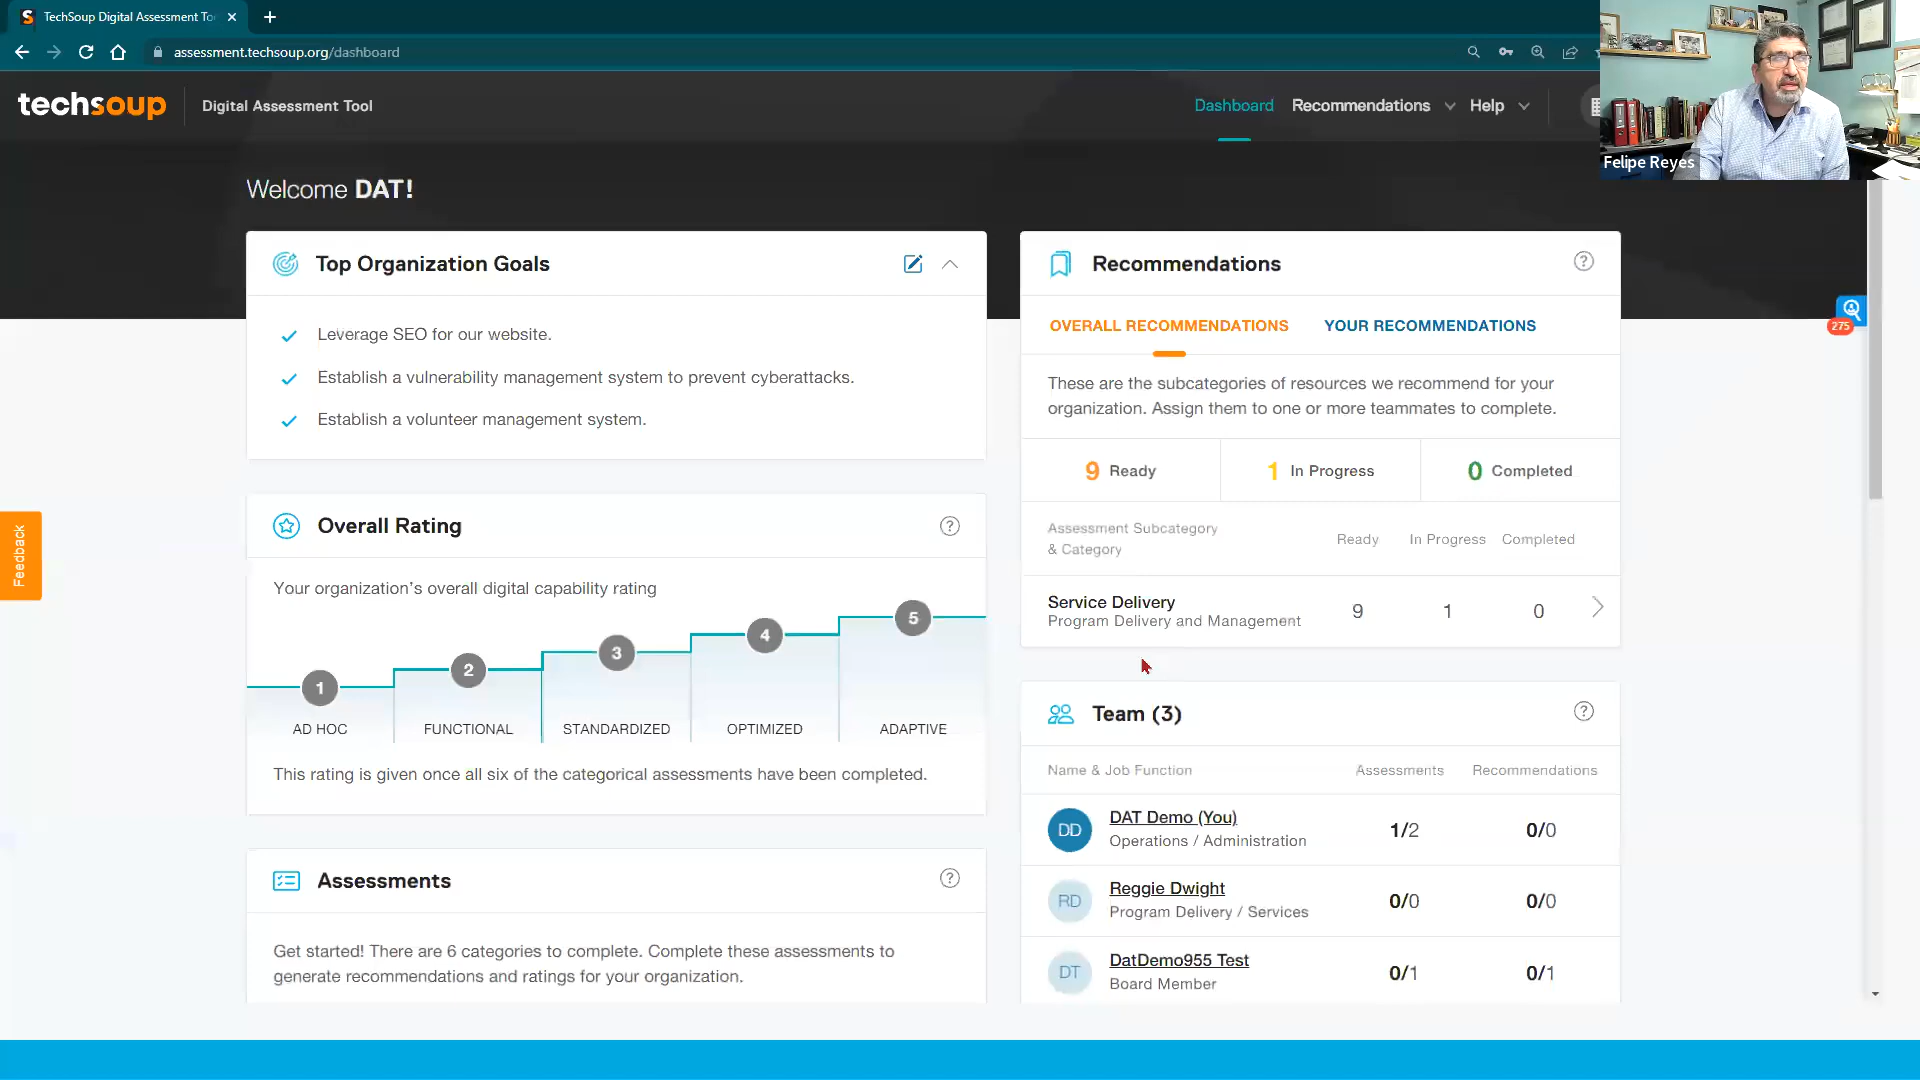 TechSoup Digital Assessment To
assessment.techsoup.org/dashboard
techsoup
Digital Assessment Tool
Dashboard
Recommendations
Help
Felipe Reyes
Welcome DAT!
Top Organization Goals
Leverage SEO for our website.
Establish a vulnerability management system to prevent cyberattacks.
Establish a volunteer management system.
Overall Rating
Your organization's overall digital capability rating
1
2
3
4
5
AD HOC
FUNCTIONAL
STANDARDIZED
OPTIMIZED
ADAPTIVE
This rating is given once all six of the categorical assessments have been completed.
Assessments
Get started! There are 6 categories to complete. Complete these assessments to
generate recommendations and ratings for your organization.
Recommendations
OVERALL RECOMMENDATIONS
YOUR RECOMMENDATIONS
These are the subcategories of resources we recommend for your
organization. Assign them to one or more teammates to complete.
9 Ready
1 In Progress
0 Completed
Assessment Subcategory
& Category
Ready
In Progress
Completed
Service Delivery
Program Delivery and Management
9
1
0
Team (3)
Name & Job Function
Assessments
Recommendations
DD
DAT Demo (You)
Operations / Administration
1/2
0/0
RD
Reggie Dwight
Program Delivery / Services
0/0
0/0
DT
DatDemo955 Test
Board Member
0/1
0/1
Feedback
275